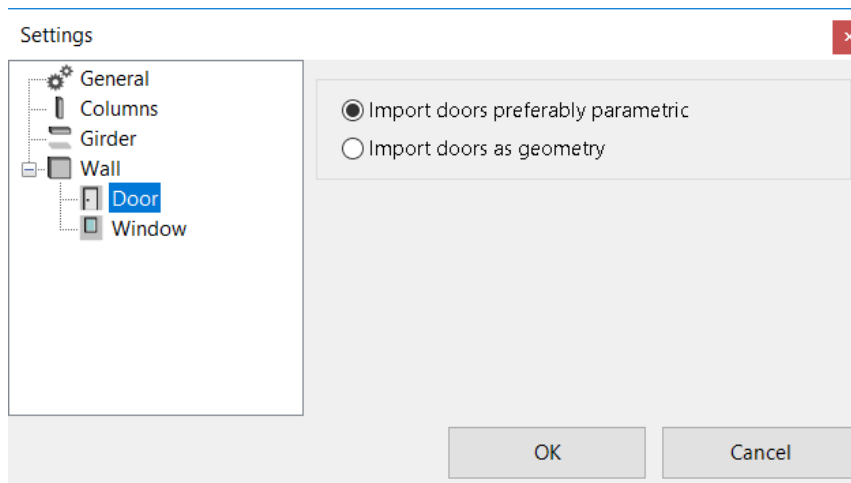 Settings
General
Columns
Girder
Wall
Door
Window
Import doors preferably parametric
Import doors as geometry
OK
Cancel